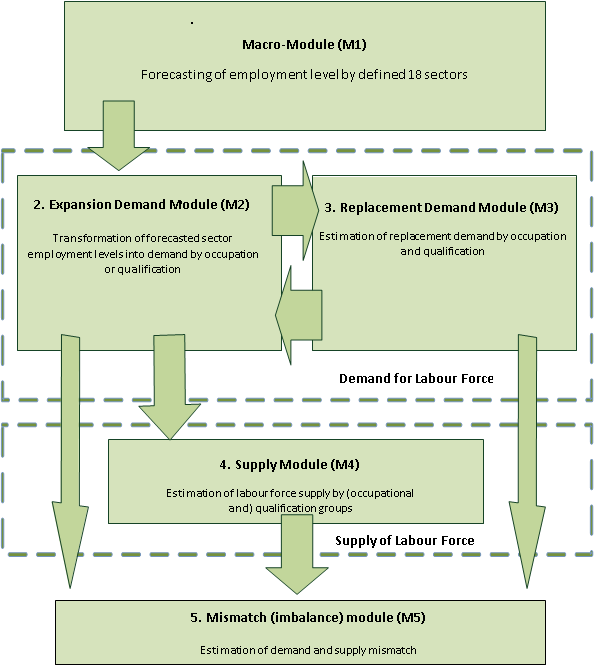 Macro-Module (M1)
Forecasting of employment level by defined 18 sectors
2. Expansion Demand Module (M2)
Transformation of forecasted sector
employment levels into demand by occupation
or qualification
3. Replacement Demand Module (M3)
Estimation of replacement demand by occupation
and qualification
Demand for Labour Force
4. Supply Module (M4)
Estimation of labour force supply by (occupational
and) qualification groups
Supply of Labour Force
5. Mismatch (imbalance) module (M5)
Estimation of demand and supply mismatch